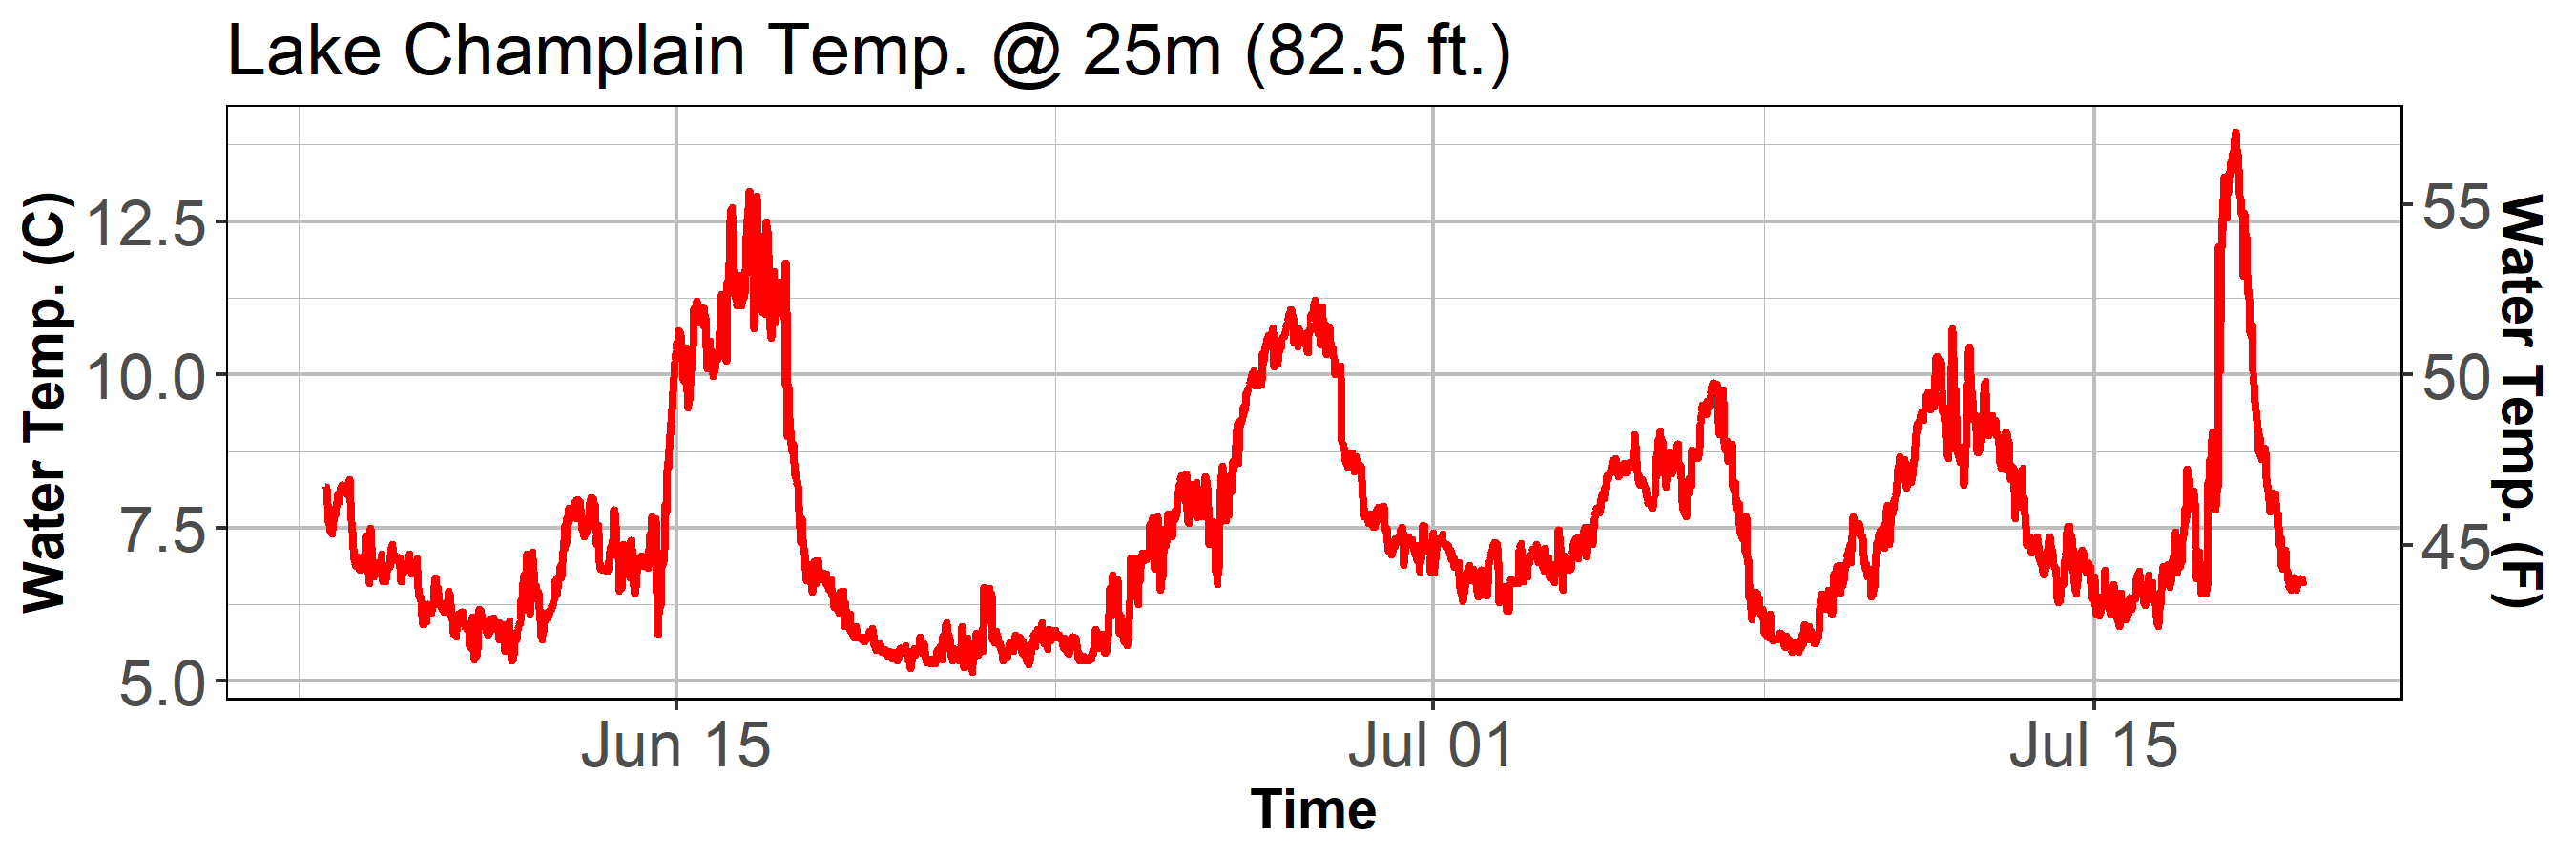 Lake Champlain Temp. @ 25m (82.5 ft.)
Water Temp. (C)
12.5
10.0
7.5
5.0
55
50
45
Water Temp. (F)
Jun 15
Jul 01
Jul 15
Time